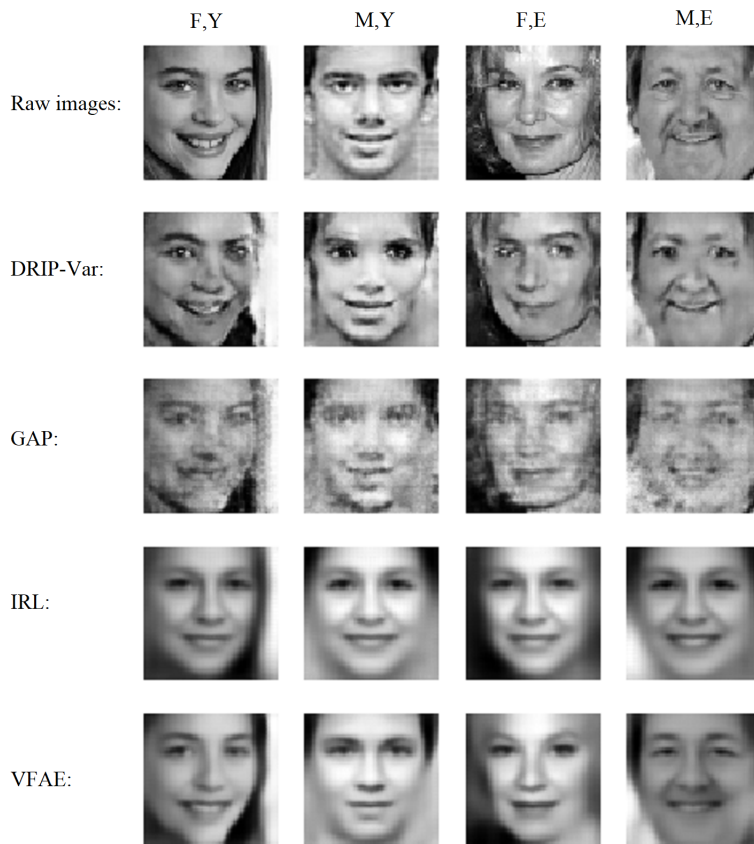 F,Y M,Y F,E M,E
Raw images:
DRIP-Var:
GAP:
IRL:
VFAE: